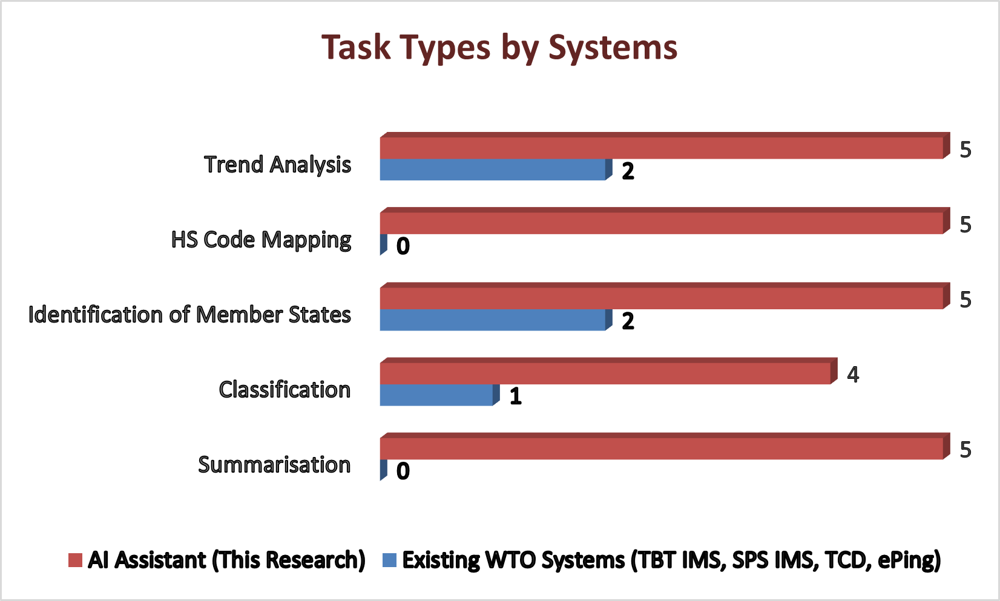 Task Types by Systems
5
Trend Analysis
2
5
HS Code Mapping
0
5
Identification of Member States
2
4
Classification
1
5
Summarisation
0
AI Assistant (This Research) Existing WTO Systems (TBT IMS, SPS IMS, TCD, ePing)